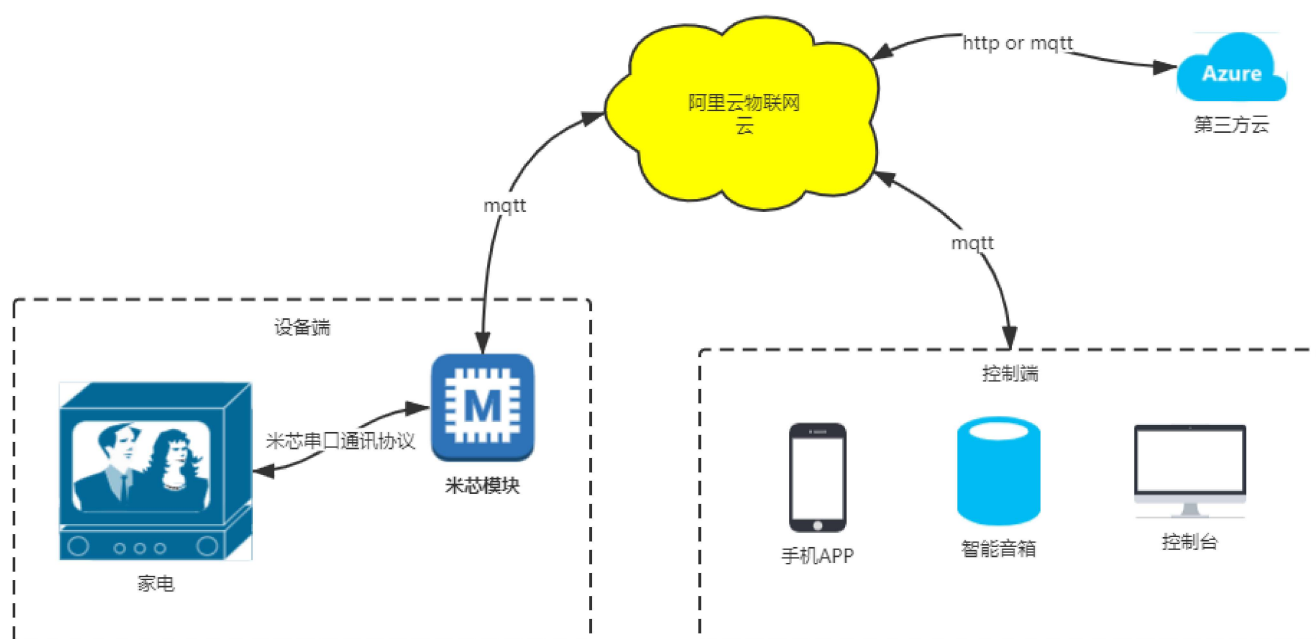 http or mqtt
Azure
第三方云
阿里云物联网
云
mqtt
mqtt
设备端
控制端
M
米芯串口通讯协议
米芯模块
家电
手机APP
智能音箱
控制台